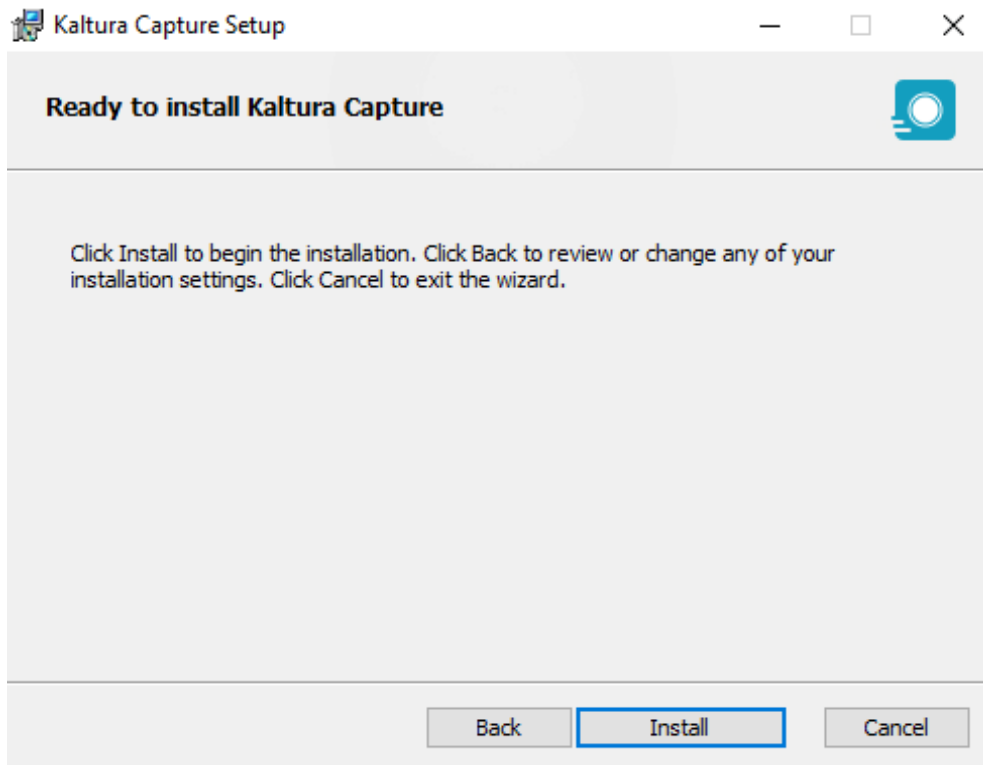 Kaltura Capture Setup
Ready to install Kaltura Capture
Click Install to begin the installation. Click Back to review or change any of your
installation settings. Click Cancel to exit the wizard.
Back Install Cancel